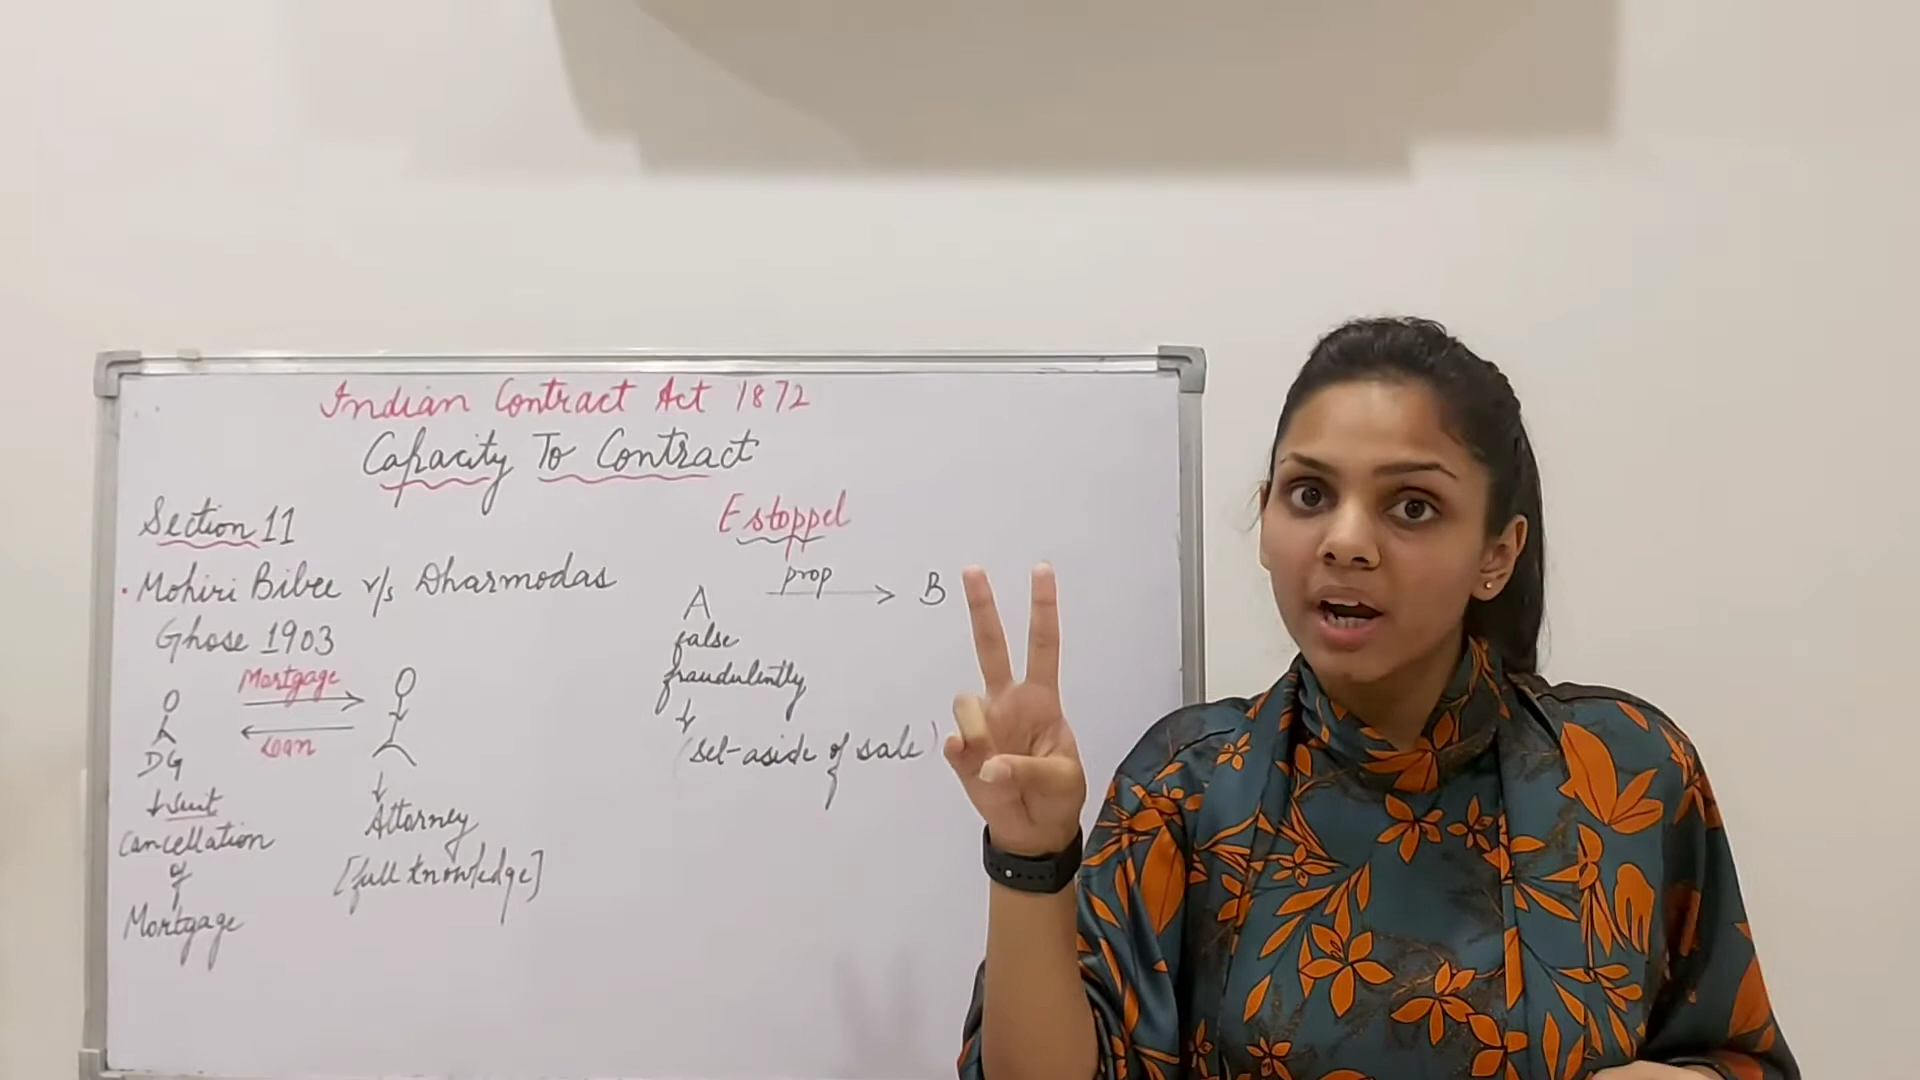 Indian Contract Act 1872
Capacity To Contract
Section 11
• Mohiri Bibee v/s Dharmodas
Ghose 1903
Mortgage
Loan
DG
↓ suit
Cancellation
of
Mortgage
↓
Attorney
[full knowledge]
Estoppel
A prop → B
false
fraudulently
↓
(set-aside of sale)